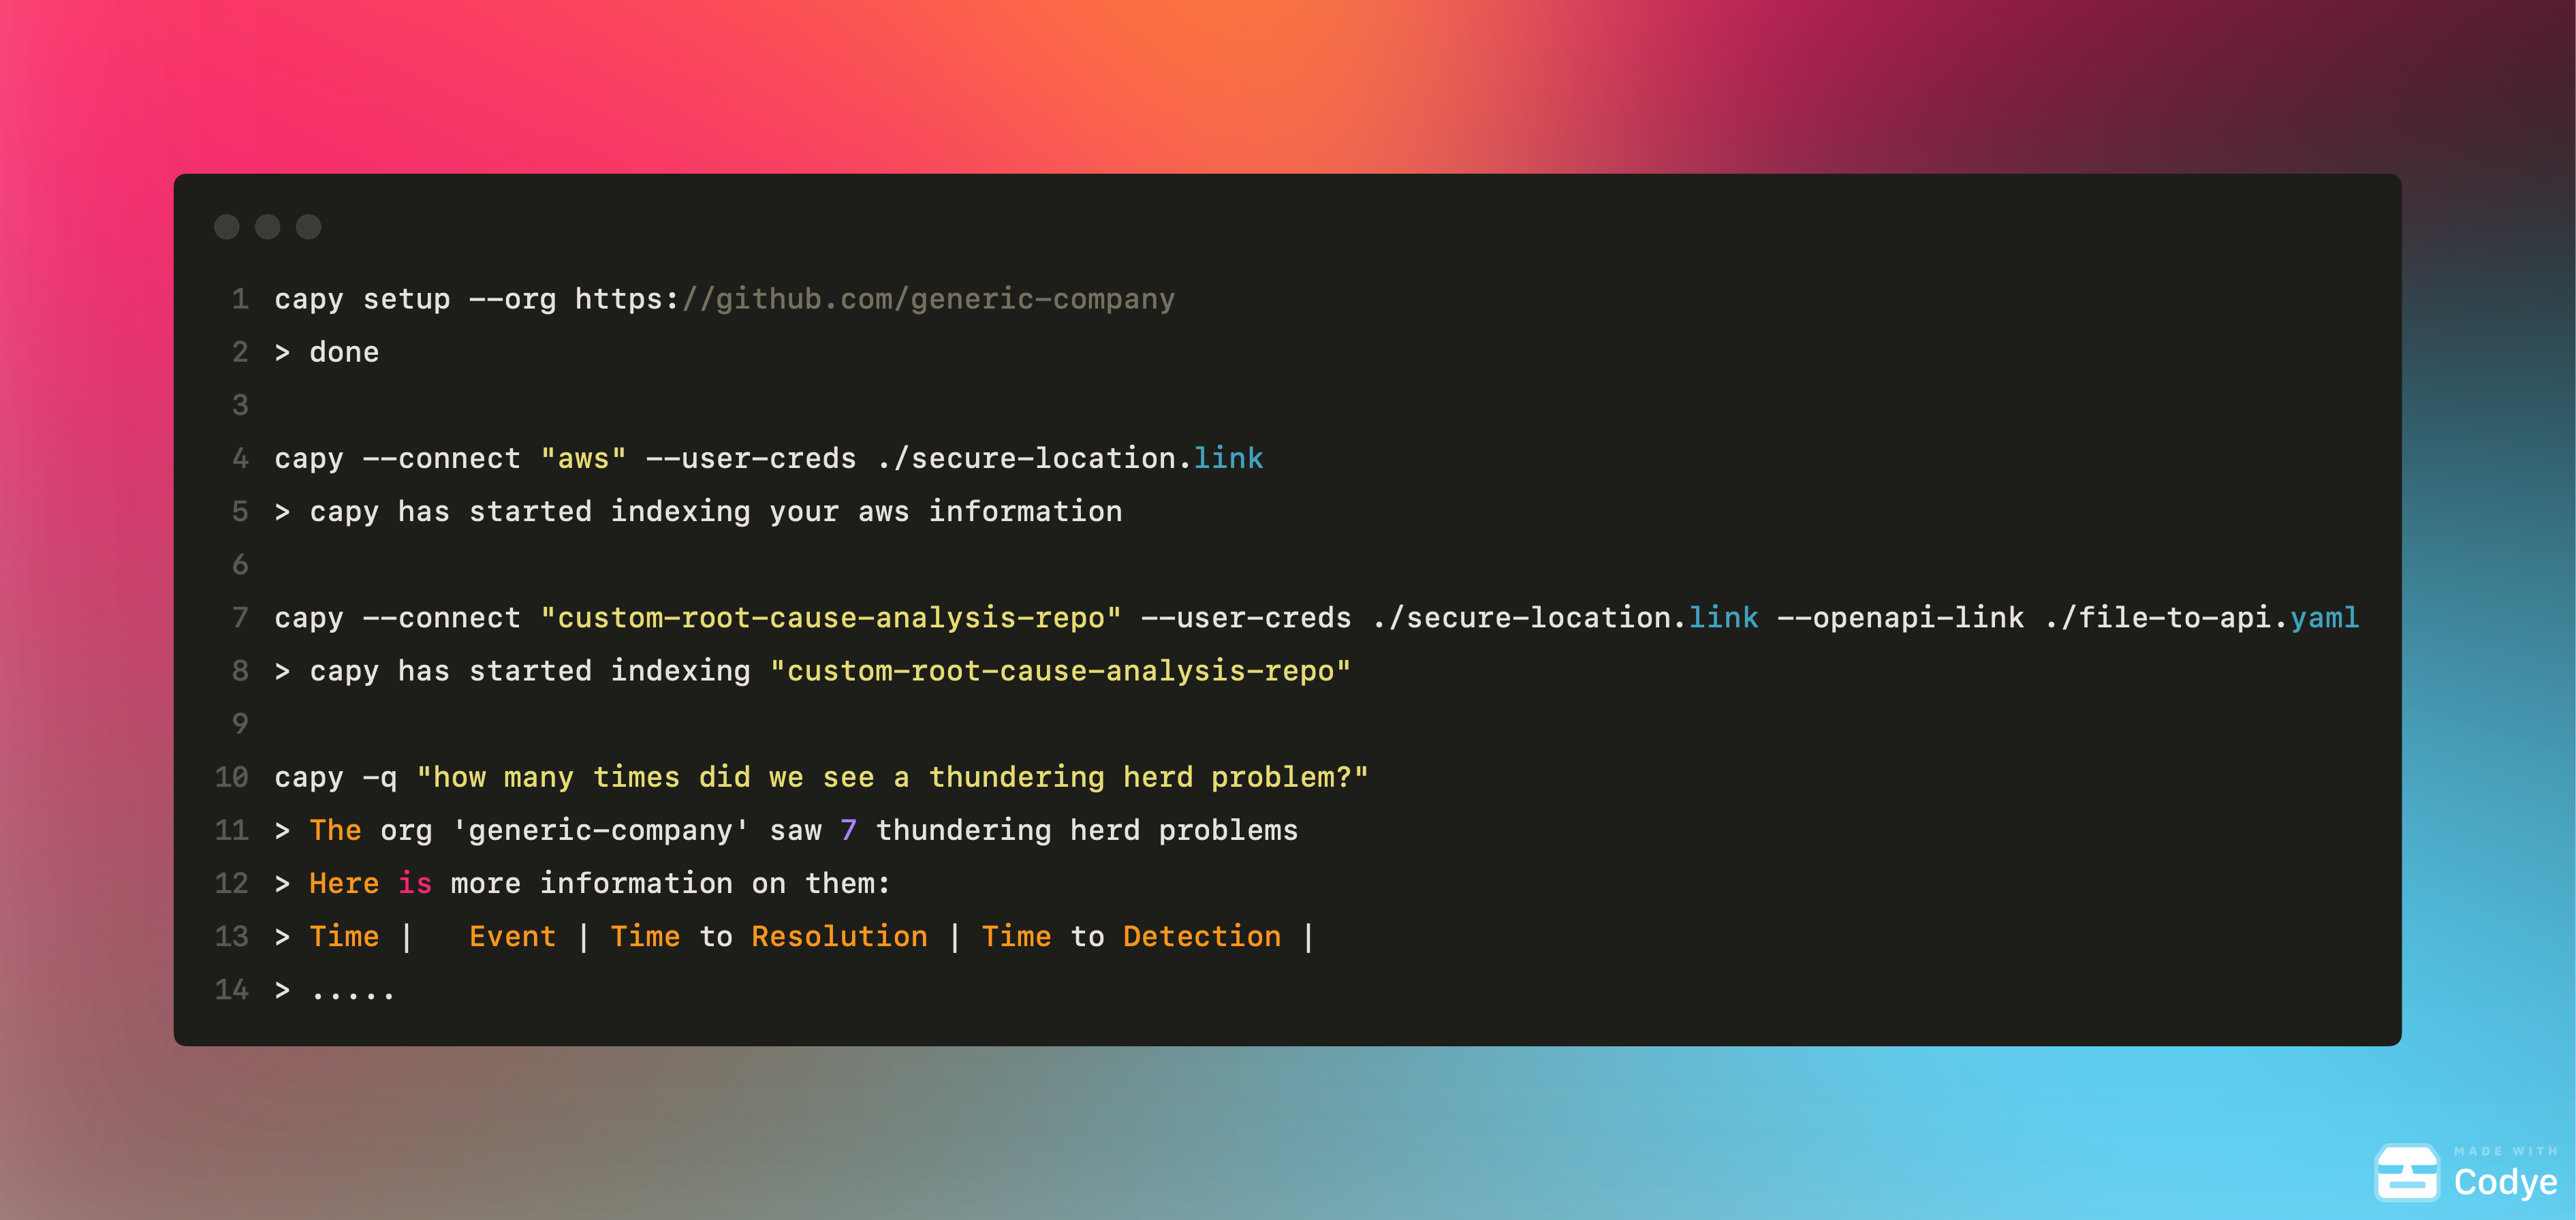 1 capy setup --org https://github.com/generic-company
2 > done
3
4 capy --connect "aws" --user-creds ./secure-location.link
5 > capy has started indexing your aws information
6
7 capy --connect "custom-root-cause-analysis-repo" --user-creds ./secure-location.link --openapi-link ./file-to-api.yaml
8 > capy has started indexing "custom-root-cause-analysis-repo"
9
10 capy -q "how many times did we see a thundering herd problem?"
11 > The org 'generic-company' saw 7 thundering herd problems
12 > Here is more information on them:
13 > Time |   Event | Time to Resolution | Time to Detection |
14 > .....
MADE WITH
Codye